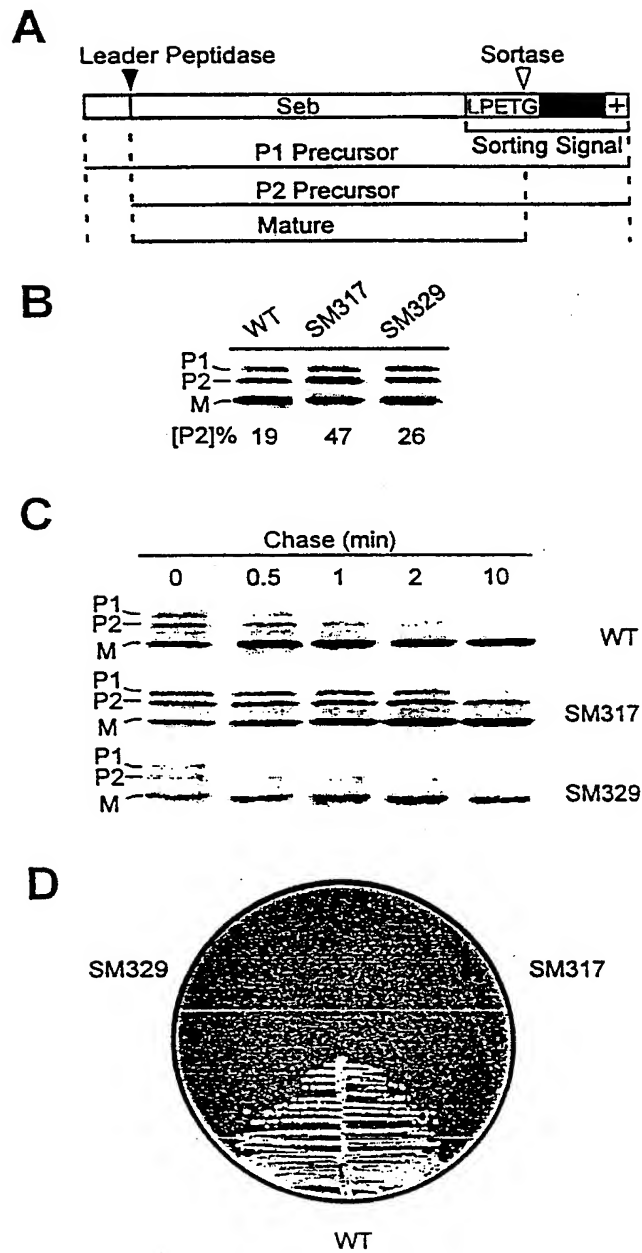 A
Leader Peptidase Sortase
Seb LPETG +
P1 Precursor Sorting Signal
P2 Precursor
Mature
B
WT SM317 SM329
P1
P2
M
[P2]% 19 47 26
C
Chase (min)
0 0.5 1 2 10
P1
P2
M WT
P1
P2
M SM317
P1
P2
M SM329
D
SM329 SM317
WT